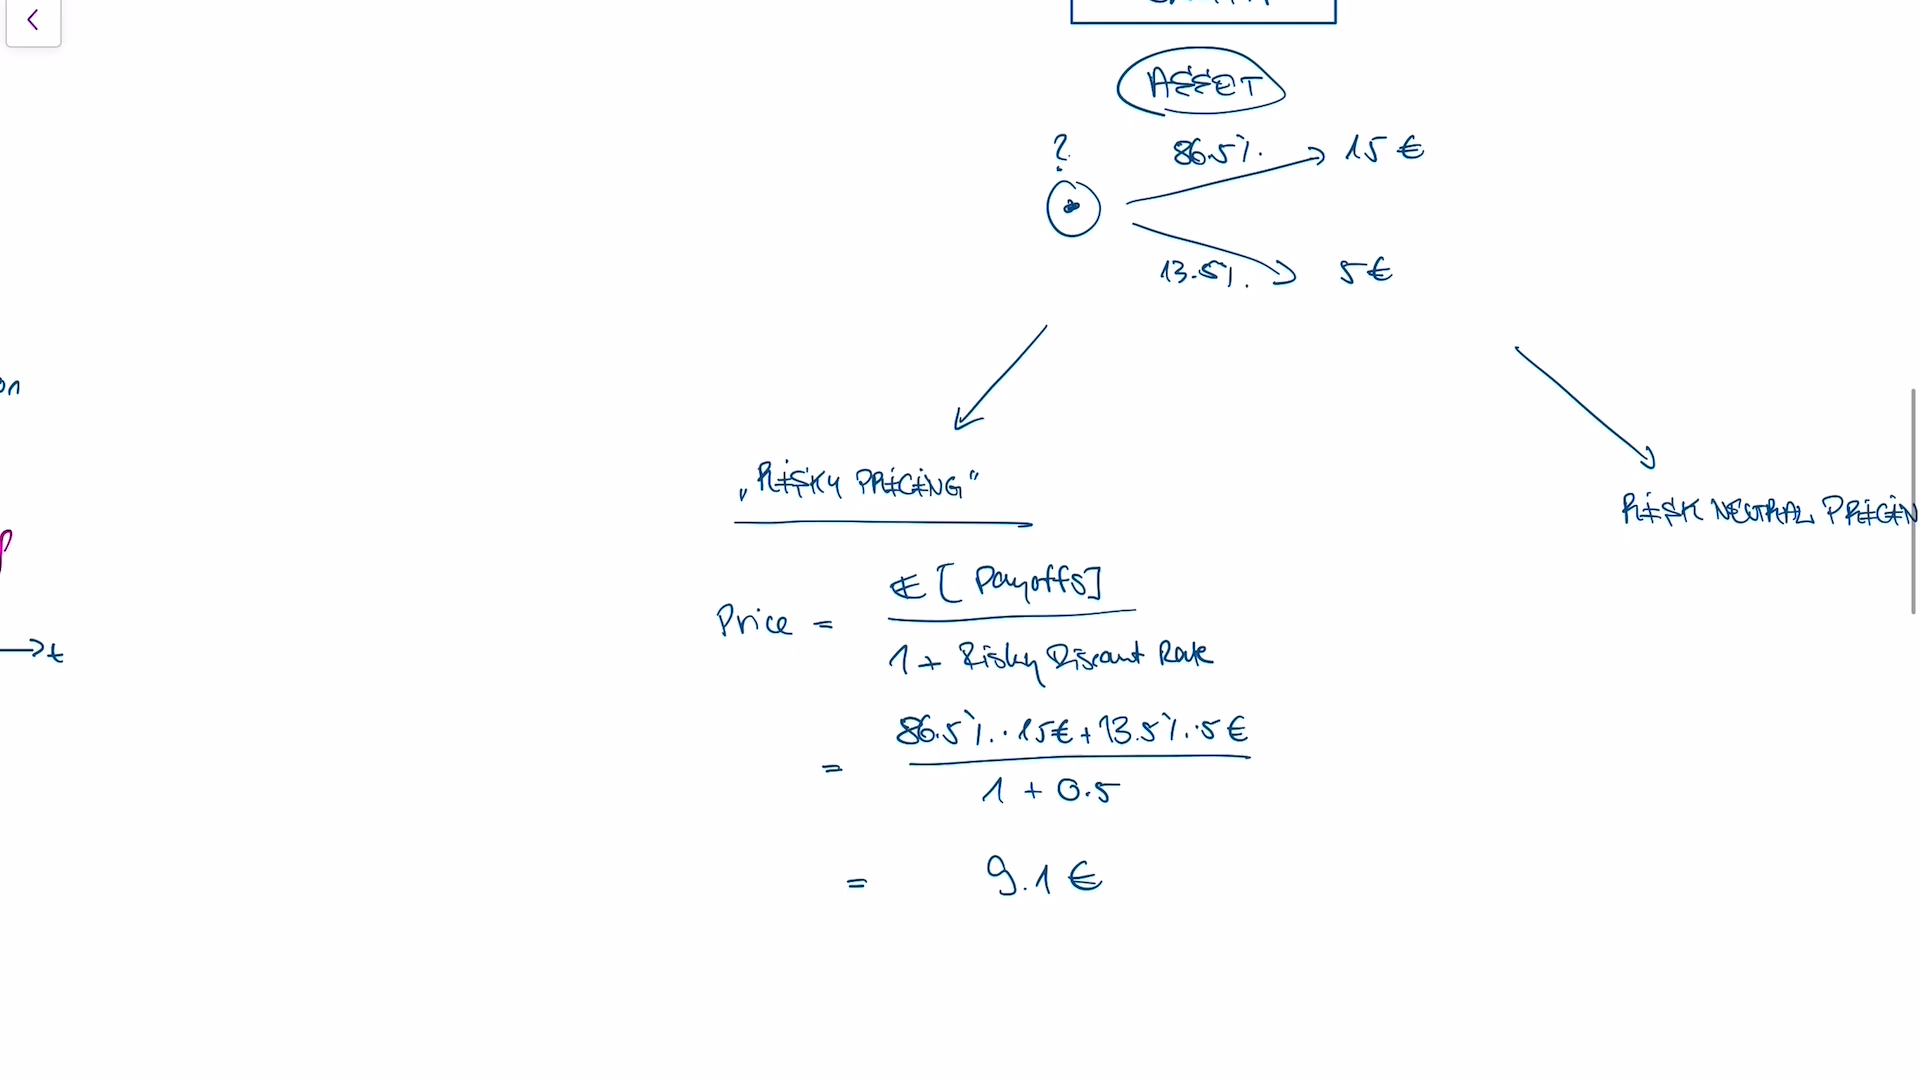 ASSET
?
86.5% 15 €
13.5% 5 €
on
"RISKY PRICING"
RISK NEUTRAL PRICIN
Price = E [ Payoffs]
1 + Risky Discount Rate
t
= 86.5% · 15€ + 13.5% · 5 €
1 + 0.5
= 9.1 €